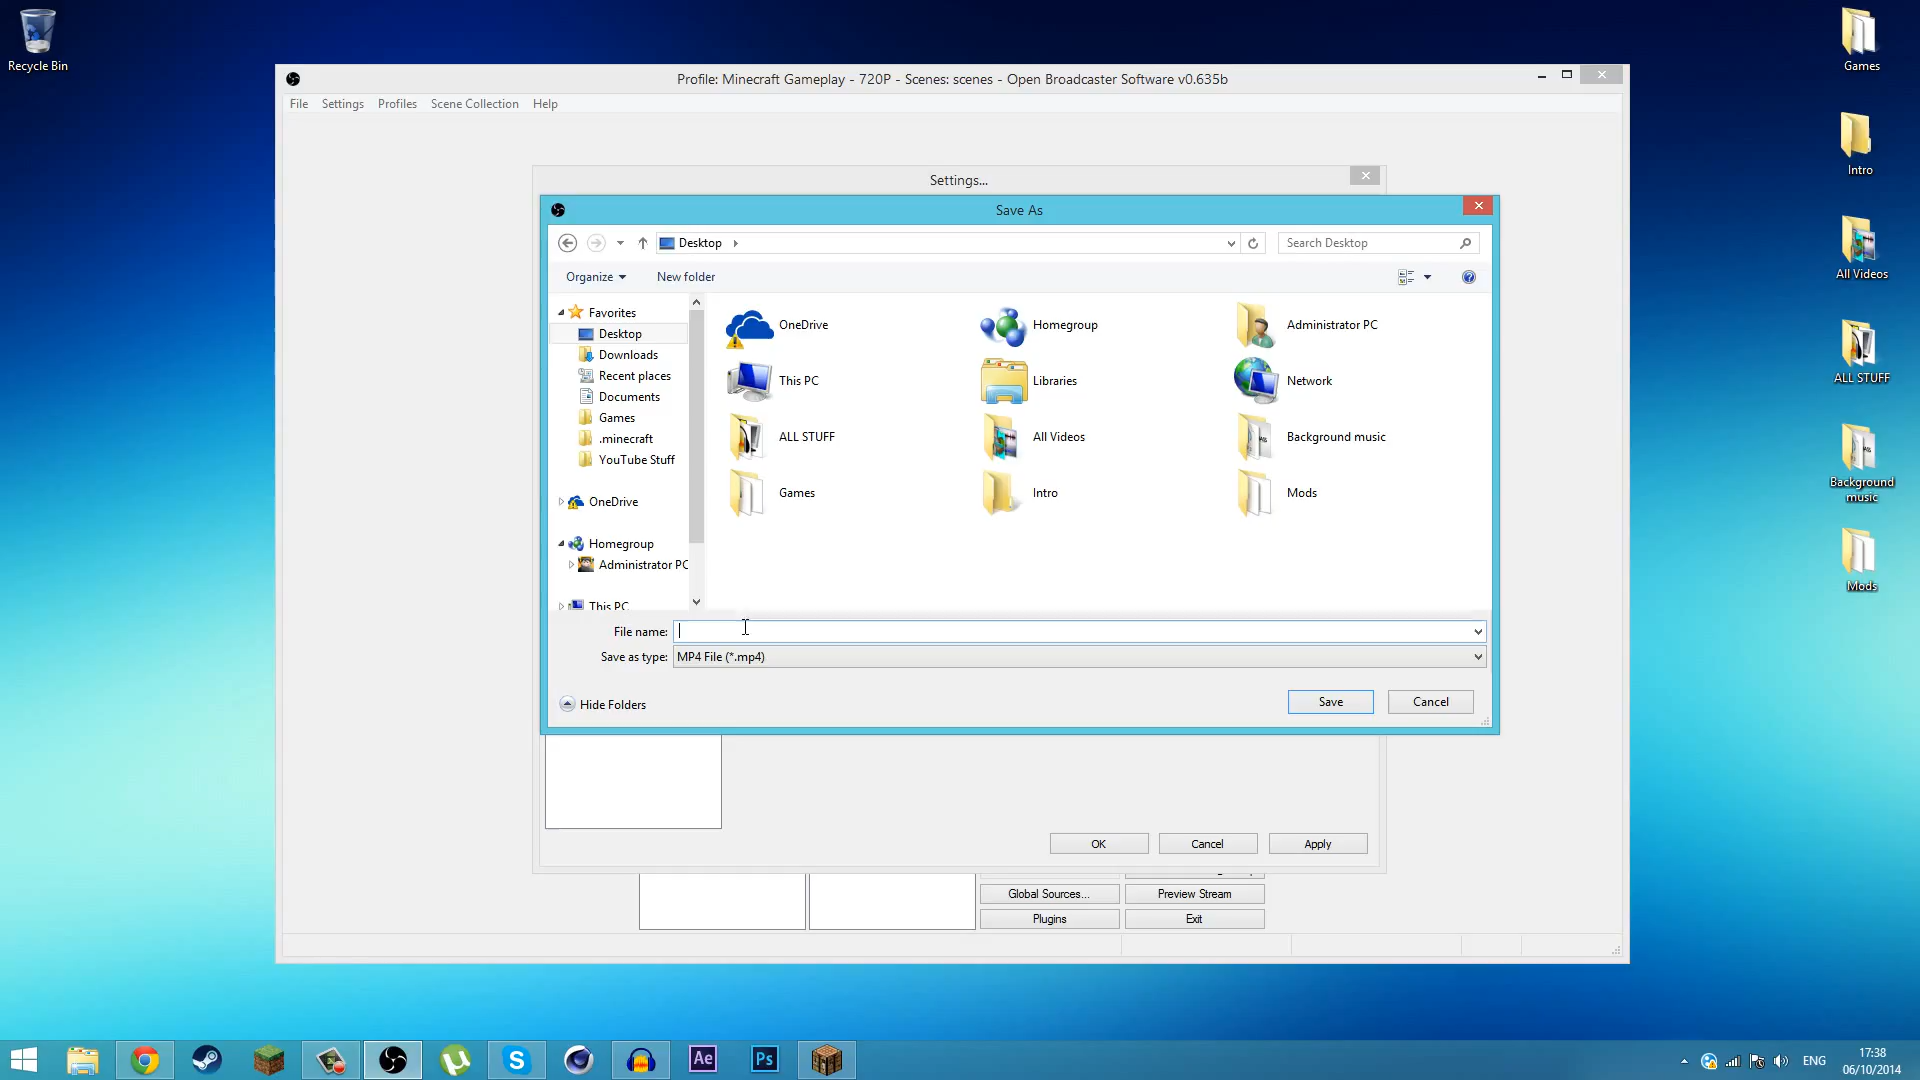 Recycle Bin
Games
Intro
All Videos
ALL STUFF
Background
music
Mods
Profile: Minecraft Gameplay - 720P - Scenes: scenes - Open Broadcaster Software v0.635b
File Settings Profiles Scene Collection Help
Settings...
Save As
Desktop
Search Desktop
Organize New folder
Favorites
Desktop
Downloads
Recent places
Documents
Games
.minecraft
YouTube Stuff
OneDrive
Homegroup
Administrator PC
This PC
OneDrive
Homegroup
Administrator PC
This PC
Libraries
Network
ALL STUFF
All Videos
Background music
Games
Intro
Mods
File name:
Save as type: MP4 File (*.mp4)
Hide Folders
Save
Cancel
OK
Cancel
Apply
Global Sources...
Preview Stream
Plugins
Exit
Ae
Ps
ENG
17:38
06/10/2014